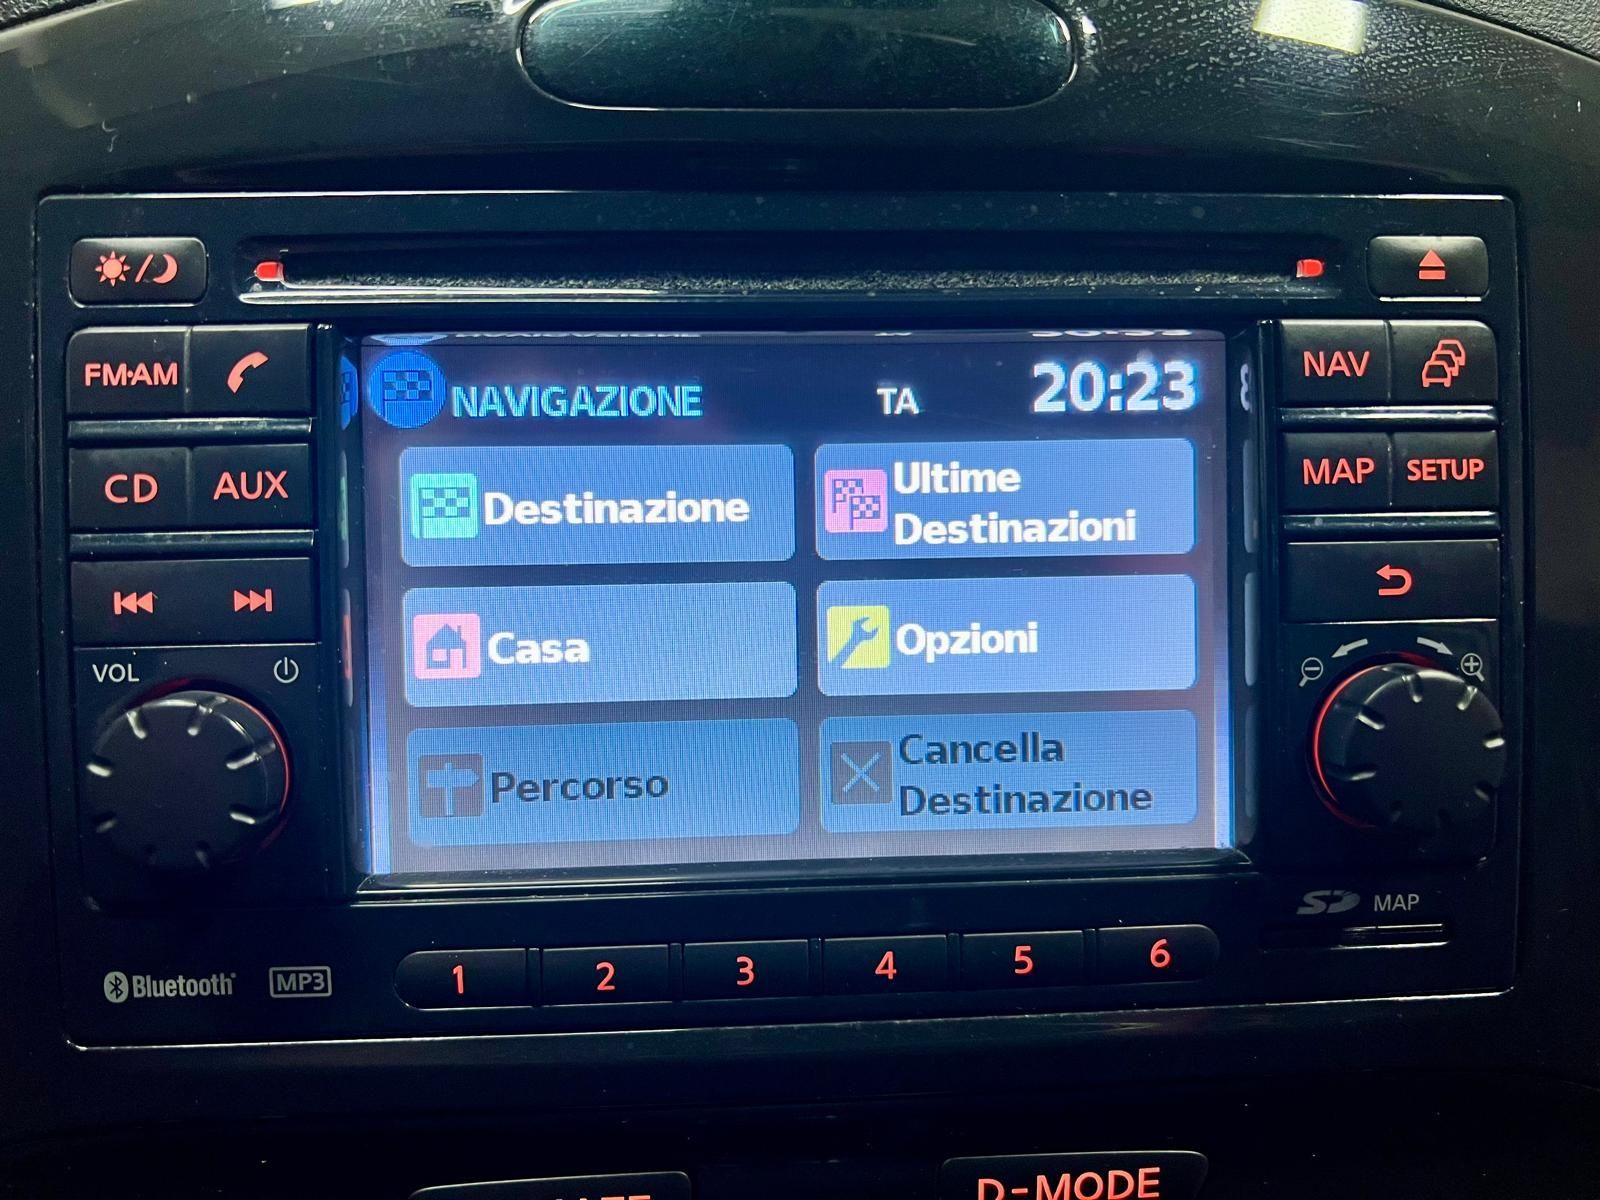 FM·AM
NAV
NAVIGAZIONE
TA
20:23
CD
AUX
Destinazione
Ultime
Destinazioni
MAP
SETUP
Casa
Opzioni
VOL
Percorso
Cancella
Destinazione
SD MAP
Bluetooth
MP3
1
2
3
4
5
6
D-MODE